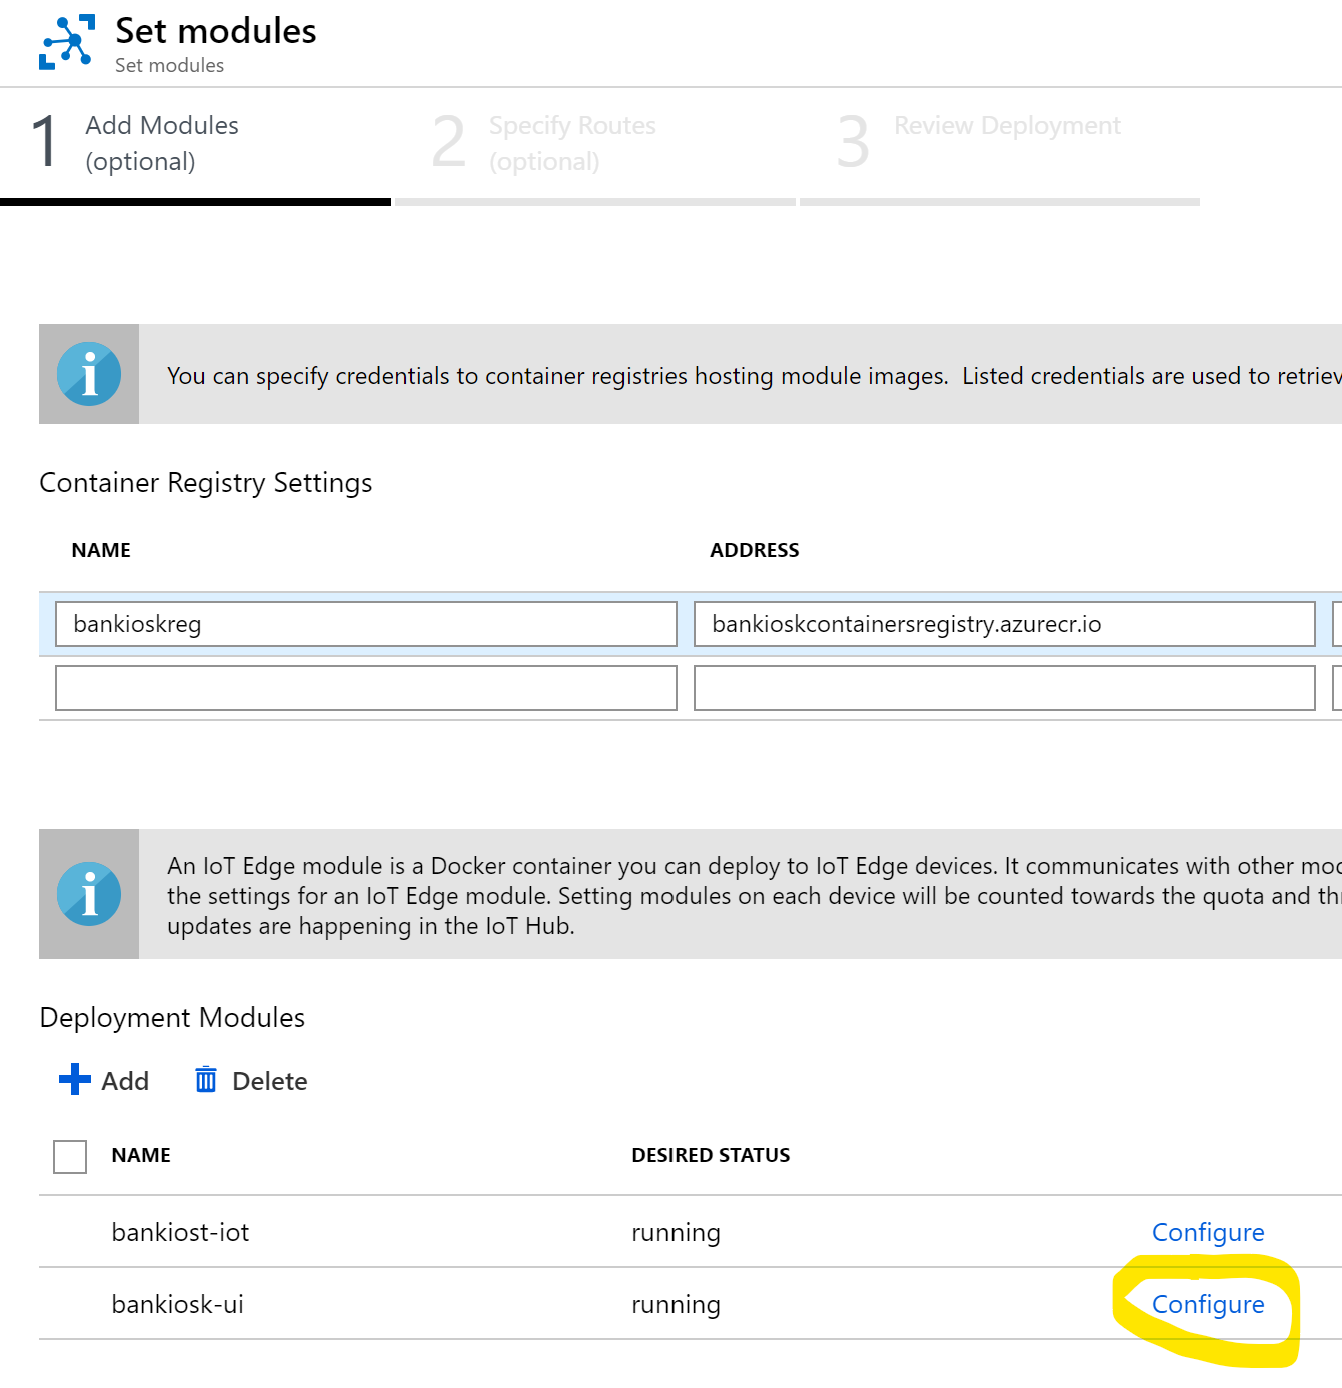 Set modules
Set modules
1 Add Modules (optional)
2 Specify Routes (optional)
3 Review Deployment
You can specify credentials to container registries hosting module images. Listed credentials are used to retriev
Container Registry Settings
NAME ADDRESS
bankioskreg bankioskcontainersregistry.azurecr.io
An IoT Edge module is a Docker container you can deploy to IoT Edge devices. It communicates with other mod
the settings for an IoT Edge module. Setting modules on each device will be counted towards the quota and thr
updates are happening in the IoT Hub.
Deployment Modules
Add Delete
NAME DESIRED STATUS
bankiost-iot running Configure
bankiosk-ui running Configure